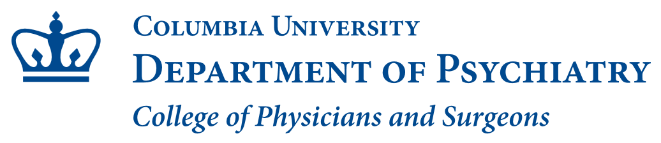 Columbia University
Department of Psychiatry
College of Physicians and Surgeons